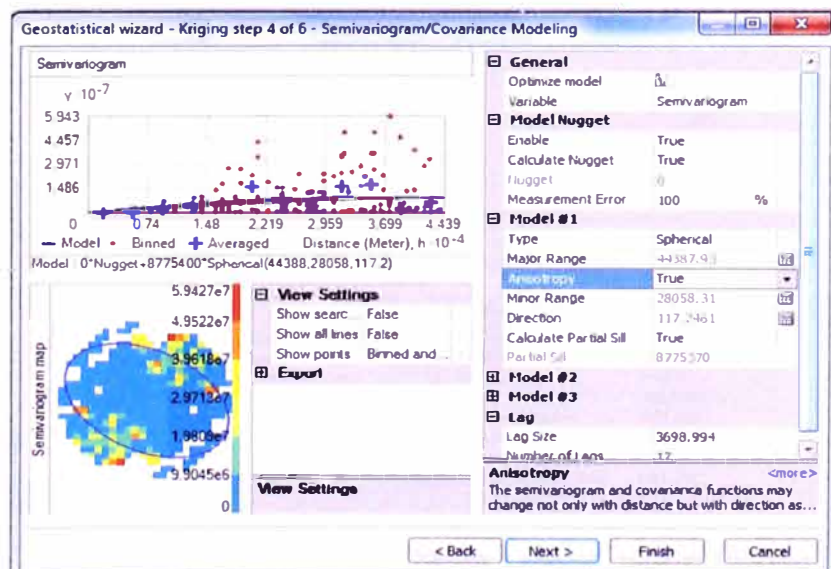 Geostatistical wizard - Kriging step 4 of 6 - Semivariogram/Covariance Modeling
Semivariogram
γ 10⁻⁷
5.943
4.457
2.971
1.486
0 0.74 1.48 2.219 2.959 3.699 4.439
Model Binned Averaged Distance (Meter), h 10⁻⁴
Model : 0*Nugget+8775400*Spherical(44388,28058,117.2)
Semivariogram map
5.9427e7
4.9522e7
3.9618e7
2.9713e7
1.9809e7
9.9045e6
0
View Settings
Show searc False
Show all lines False
Show points Binned and ...
Export
View Settings
General
Optimize model
Variable Semivariogram
Model Nugget
Enable True
Calculate Nugget True
Nugget 0
Measurement Error 100 %
Model #1
Type Spherical
Major Range
Anisotropy True
Minor Range 28058.31
Direction 117.2461
Calculate Partial Sill True
Partial Sill 8775370
Model #2
Model #3
Lag
Lag Size 3698.994
Number of Lags 12
Anisotropy <more>
The semivariogram and covariance functions may
change not only with distance but with direction as...
< Back Next > Finish Cancel